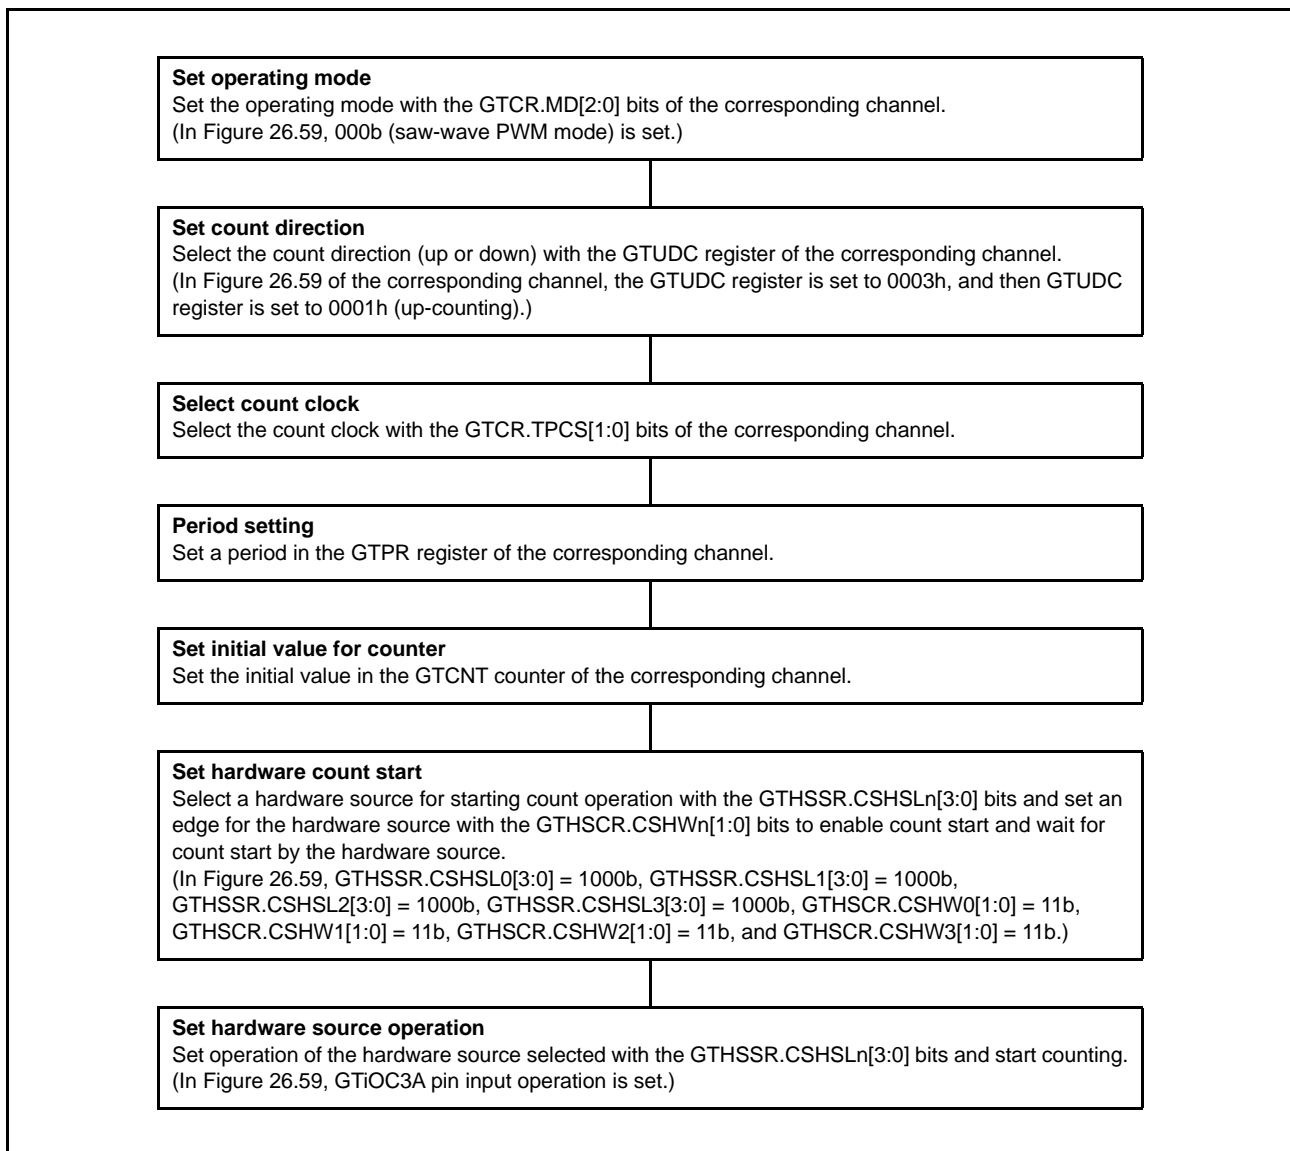 Set operating mode
Set the operating mode with the GTCR.MD[2:0] bits of the corresponding channel.
(In Figure 26.59, 000b (saw-wave PWM mode) is set.)
Set count direction
Select the count direction (up or down) with the GTUDC register of the corresponding channel.
(In Figure 26.59 of the corresponding channel, the GTUDC register is set to 0003h, and then GTUDC
register is set to 0001h (up-counting).)
Select count clock
Select the count clock with the GTCR.TPCS[1:0] bits of the corresponding channel.
Period setting
Set a period in the GTPR register of the corresponding channel.
Set initial value for counter
Set the initial value in the GTCNT counter of the corresponding channel.
Set hardware count start
Select a hardware source for starting count operation with the GTHSSR.CSHSLn[3:0] bits and set an
edge for the hardware source with the GTHSCR.CSHWn[1:0] bits to enable count start and wait for
count start by the hardware source.
(In Figure 26.59, GTHSSR.CSHSL0[3:0] = 1000b, GTHSSR.CSHSL1[3:0] = 1000b,
GTHSSR.CSHSL2[3:0] = 1000b, GTHSSR.CSHSL3[3:0] = 1000b, GTHSCR.CSHW0[1:0] = 11b,
GTHSCR.CSHW1[1:0] = 11b, GTHSCR.CSHW2[1:0] = 11b, and GTHSCR.CSHW3[1:0] = 11b.)
Set hardware source operation
Set operation of the hardware source selected with the GTHSSR.CSHSLn[3:0] bits and start counting.
(In Figure 26.59, GTiOC3A pin input operation is set.)